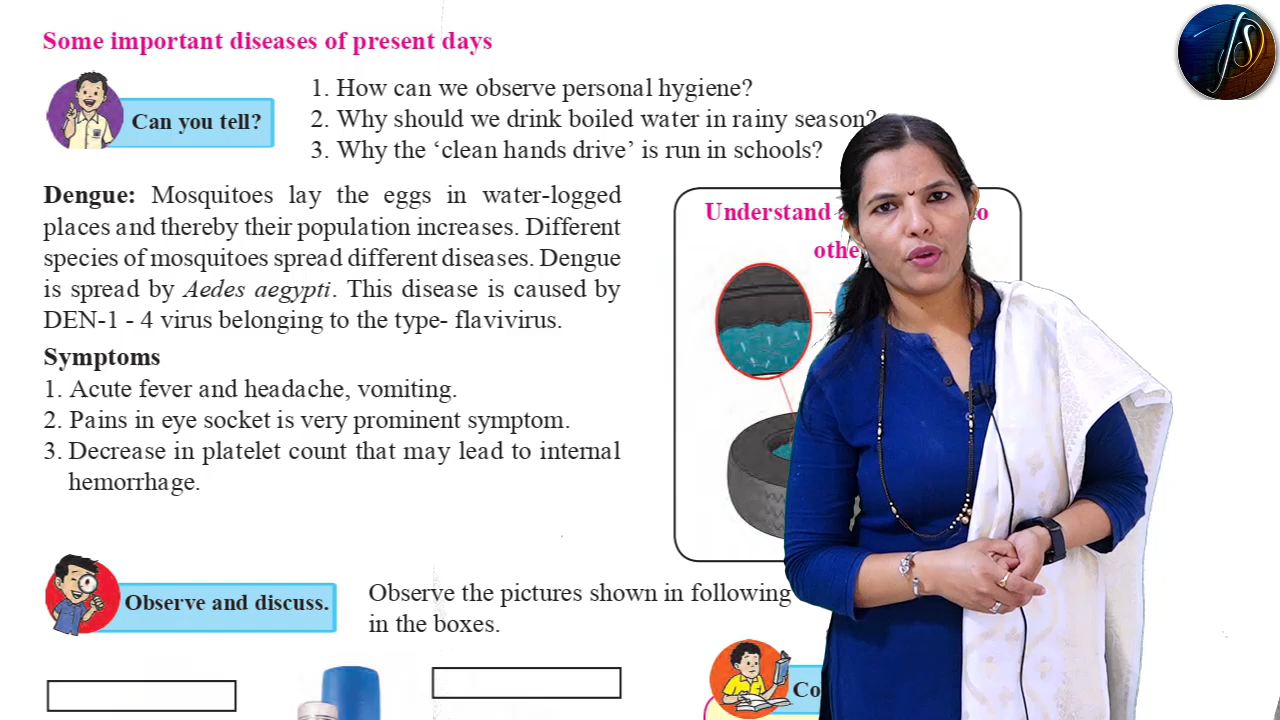 Some important diseases of present days
Can you tell?
1. How can we observe personal hygiene?
2. Why should we drink boiled water in rainy season?
3. Why the ‘clean hands drive’ is run in schools?
Dengue: Mosquitoes lay the eggs in water-logged
places and thereby their population increases. Different
species of mosquitoes spread different diseases. Dengue
is spread by Aedes aegypti. This disease is caused by
DEN-1 - 4 virus belonging to the type- flavivirus.
Symptoms
1. Acute fever and headache, vomiting.
2. Pains in eye socket is very prominent symptom.
3. Decrease in platelet count that may lead to internal
hemorrhage.
Understand
Observe and discuss.
Observe the pictures shown in following
in the boxes.